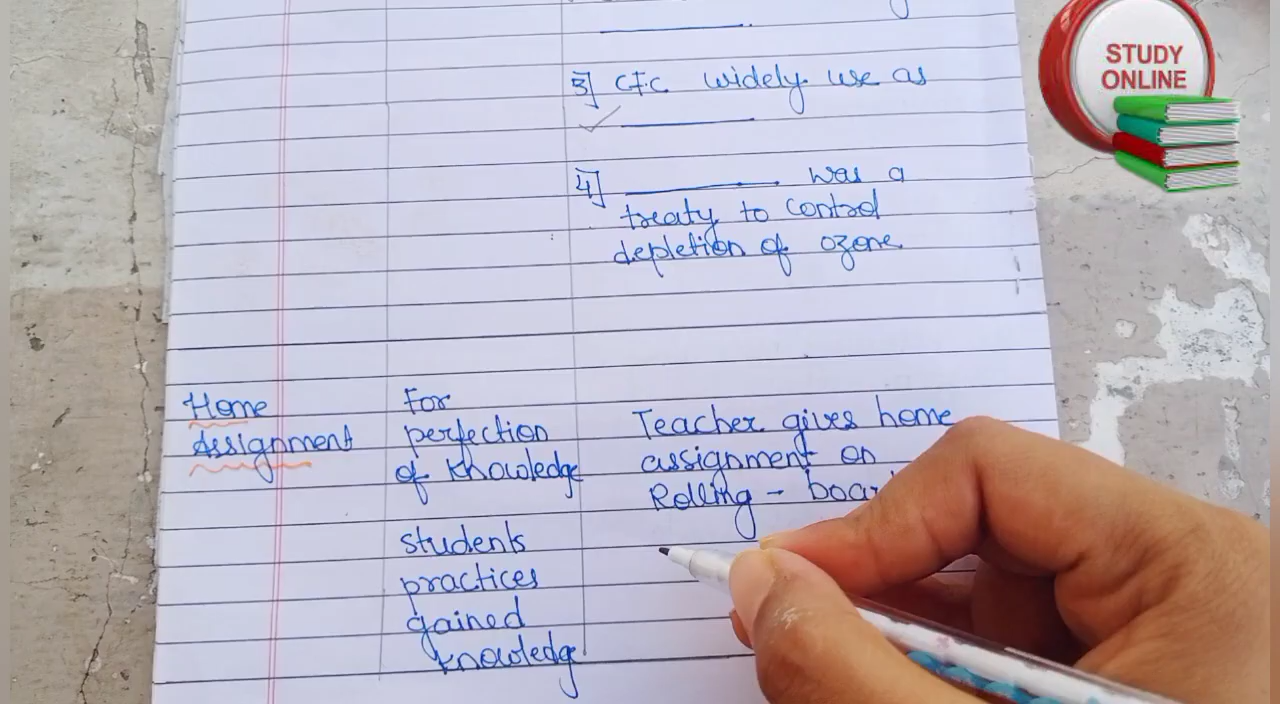 3] CFC widely use as
4] was a
treaty to control
depletion of ozone
Home
Assignment
For
perfection
of knowledge
students
practices
gained
knowledge
Teacher gives home
assignment on
Rolling - boar
STUDY
ONLINE